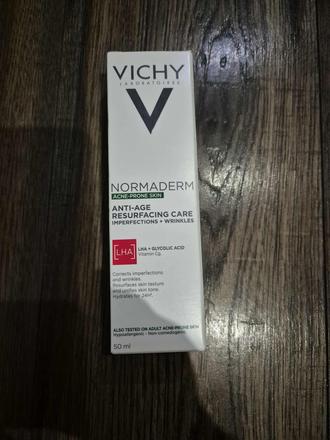 VICHY
LABORATOIRES
V
NORMADERM
ACNE-PRONE SKIN
ANTI-AGE
RESURFACING CARE
IMPERFECTIONS + WRINKLES
[LHA]
LHA + GLYCOLIC ACID
Vitamin Cg
Corrects imperfections
and wrinkles.
Resurfaces skin texture
and unifies skin tone.
Hydrates for 24H*.
ALSO TESTED ON ADULT ACNE-PRONE SKIN
Hypoallergenic - Non-comedogenic
50 ml